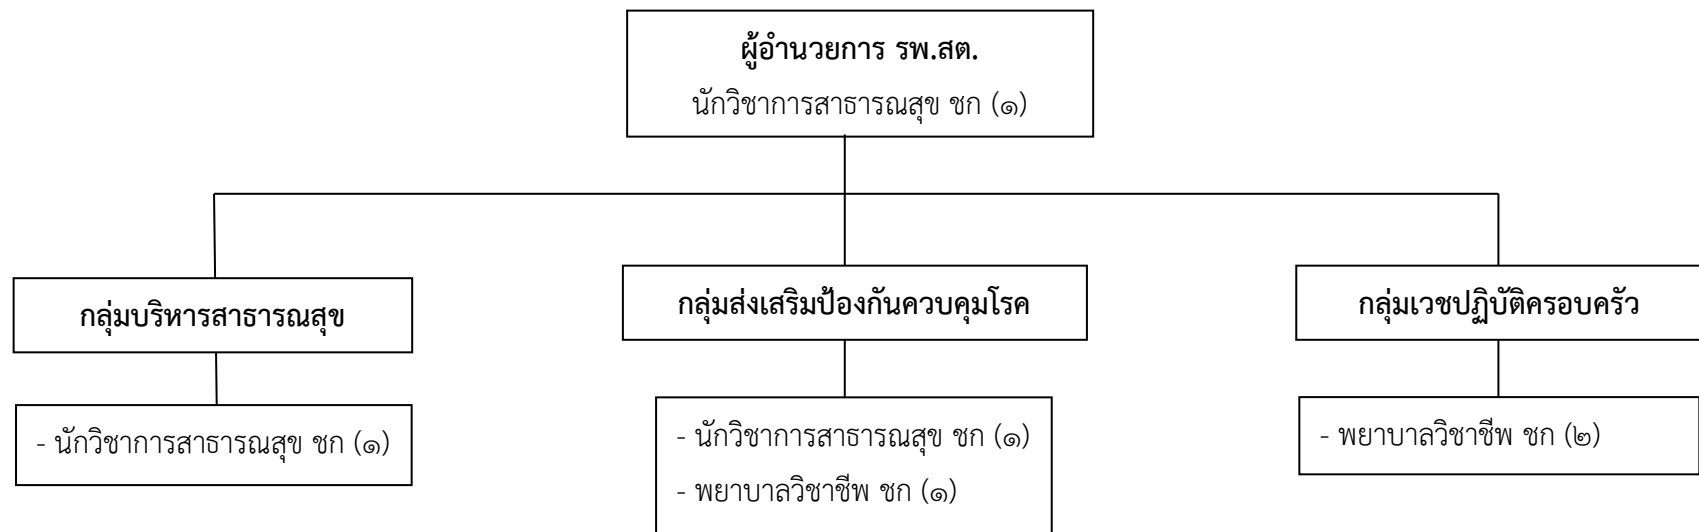 ผู้อำนวยการ รพ.สต.
นักวิชาการสาธารณสุข ชก (๑)
กลุ่มบริหารสาธารณสุข
- นักวิชาการสาธารณสุข ชก (๑)
กลุ่มส่งเสริมป้องกันควบคุมโรค
- นักวิชาการสาธารณสุข ชก (๑)
- พยาบาลวิชาชีพ ชก (๑)
กลุ่มเวชปฏิบัติครอบครัว
- พยาบาลวิชาชีพ ชก (๒)